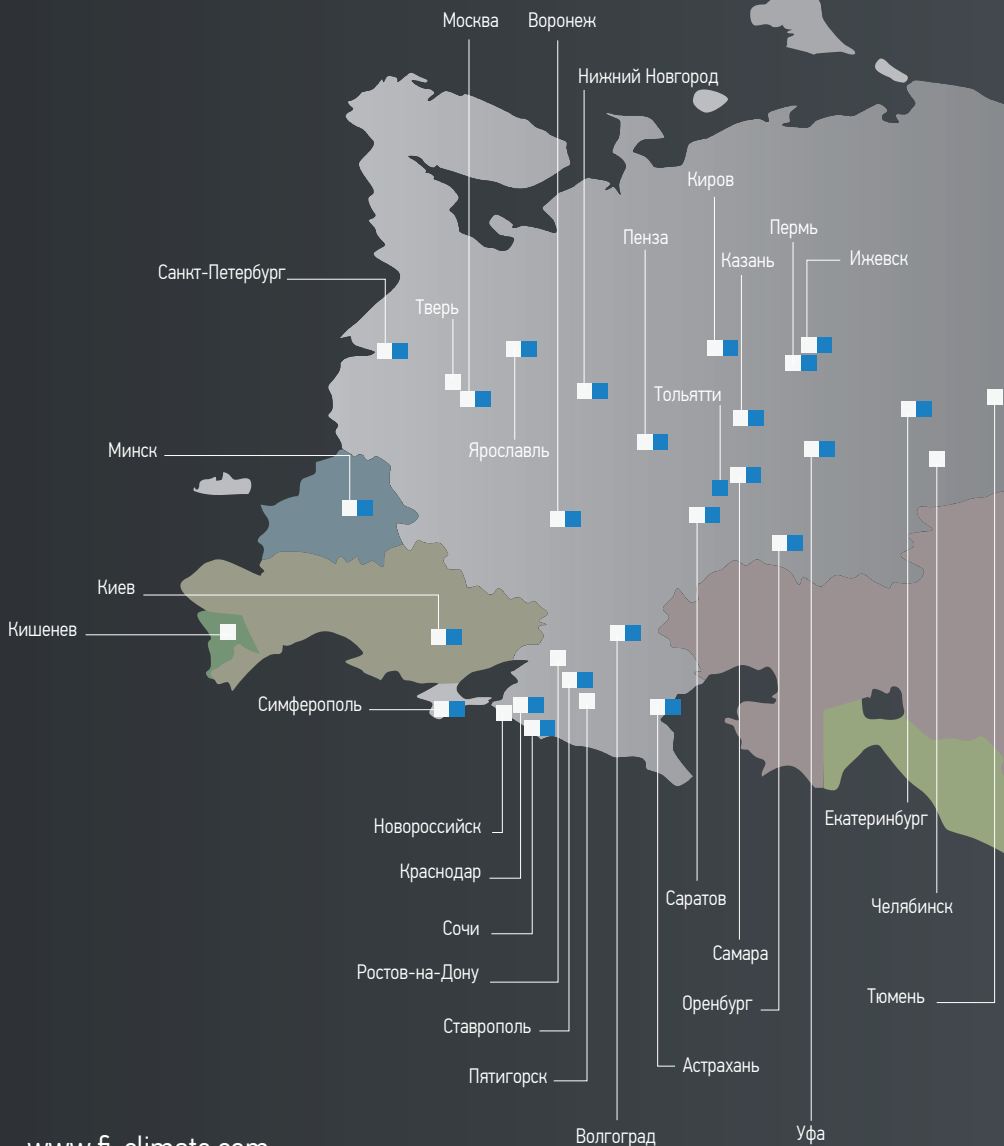 Москва Воронеж
Нижний Новгород
Киров
Пенза
Пермь
Казань
Ижевск
Санкт-Петербург
Тверь
Тольятти
Минск
Ярославль
Киев
Кишенев
Симферополь
Новороссийск
Екатеринбург
Краснодар
Саратов
Челябинск
Сочи
Самара
Ростов-на-Дону
Тюмень
Оренбург
Ставрополь
Астрахань
Пятигорск
Волгоград
Уфа